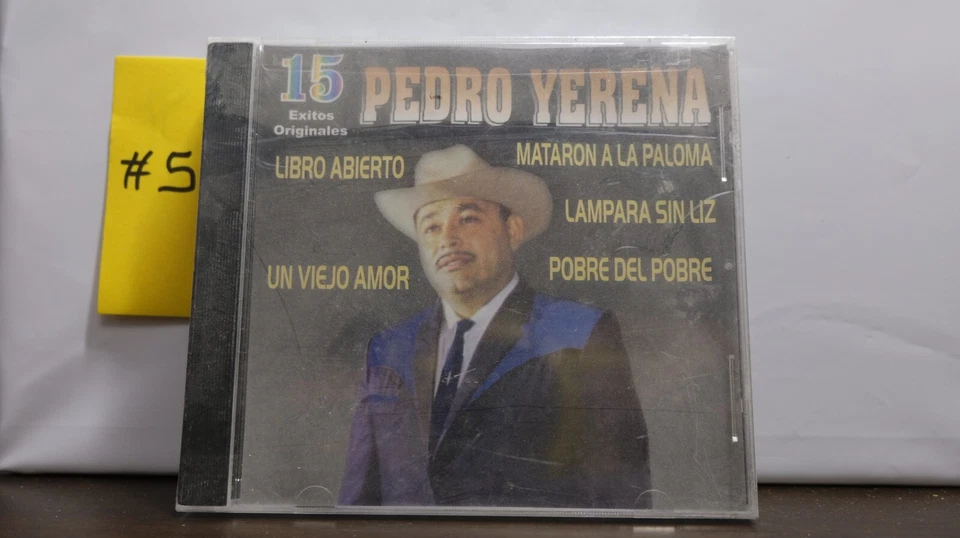 #5
15
Exitos
Originales
PEDRO YERENA
LIBRO ABIERTO
MATARON A LA PALOMA
LAMPARA SIN LIZ
UN VIEJO AMOR
POBRE DEL POBRE